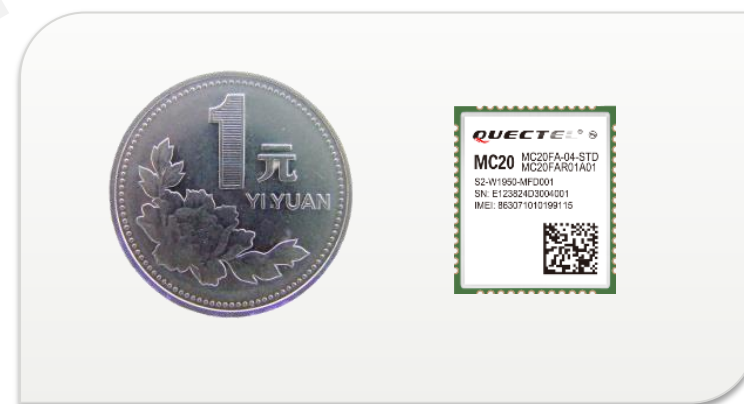 1
元
YI YUAN
QUECTEL
MC20 MC20FA-04-STD
MC20FAR01A01
S2-W1950-MFD001
SN: E123824D3004001
IMEI: 863071010199115